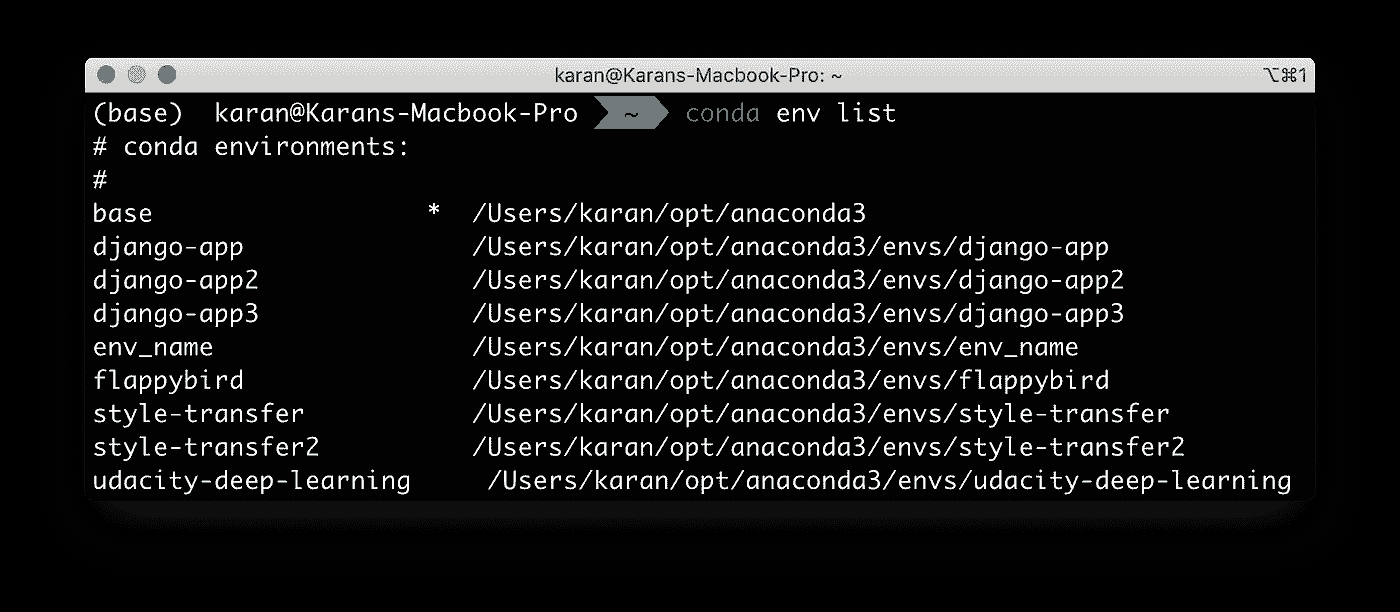 karan@Karans-Macbook-Pro: ~ ⌥⌘1
(base) karan@Karans-Macbook-Pro ~ conda env list
# conda environments:
#
base * /Users/karan/opt/anaconda3
django-app /Users/karan/opt/anaconda3/envs/django-app
django-app2 /Users/karan/opt/anaconda3/envs/django-app2
django-app3 /Users/karan/opt/anaconda3/envs/django-app3
env_name /Users/karan/opt/anaconda3/envs/env_name
flappybird /Users/karan/opt/anaconda3/envs/flappybird
style-transfer /Users/karan/opt/anaconda3/envs/style-transfer
style-transfer2 /Users/karan/opt/anaconda3/envs/style-transfer2
udacity-deep-learning /Users/karan/opt/anaconda3/envs/udacity-deep-learning